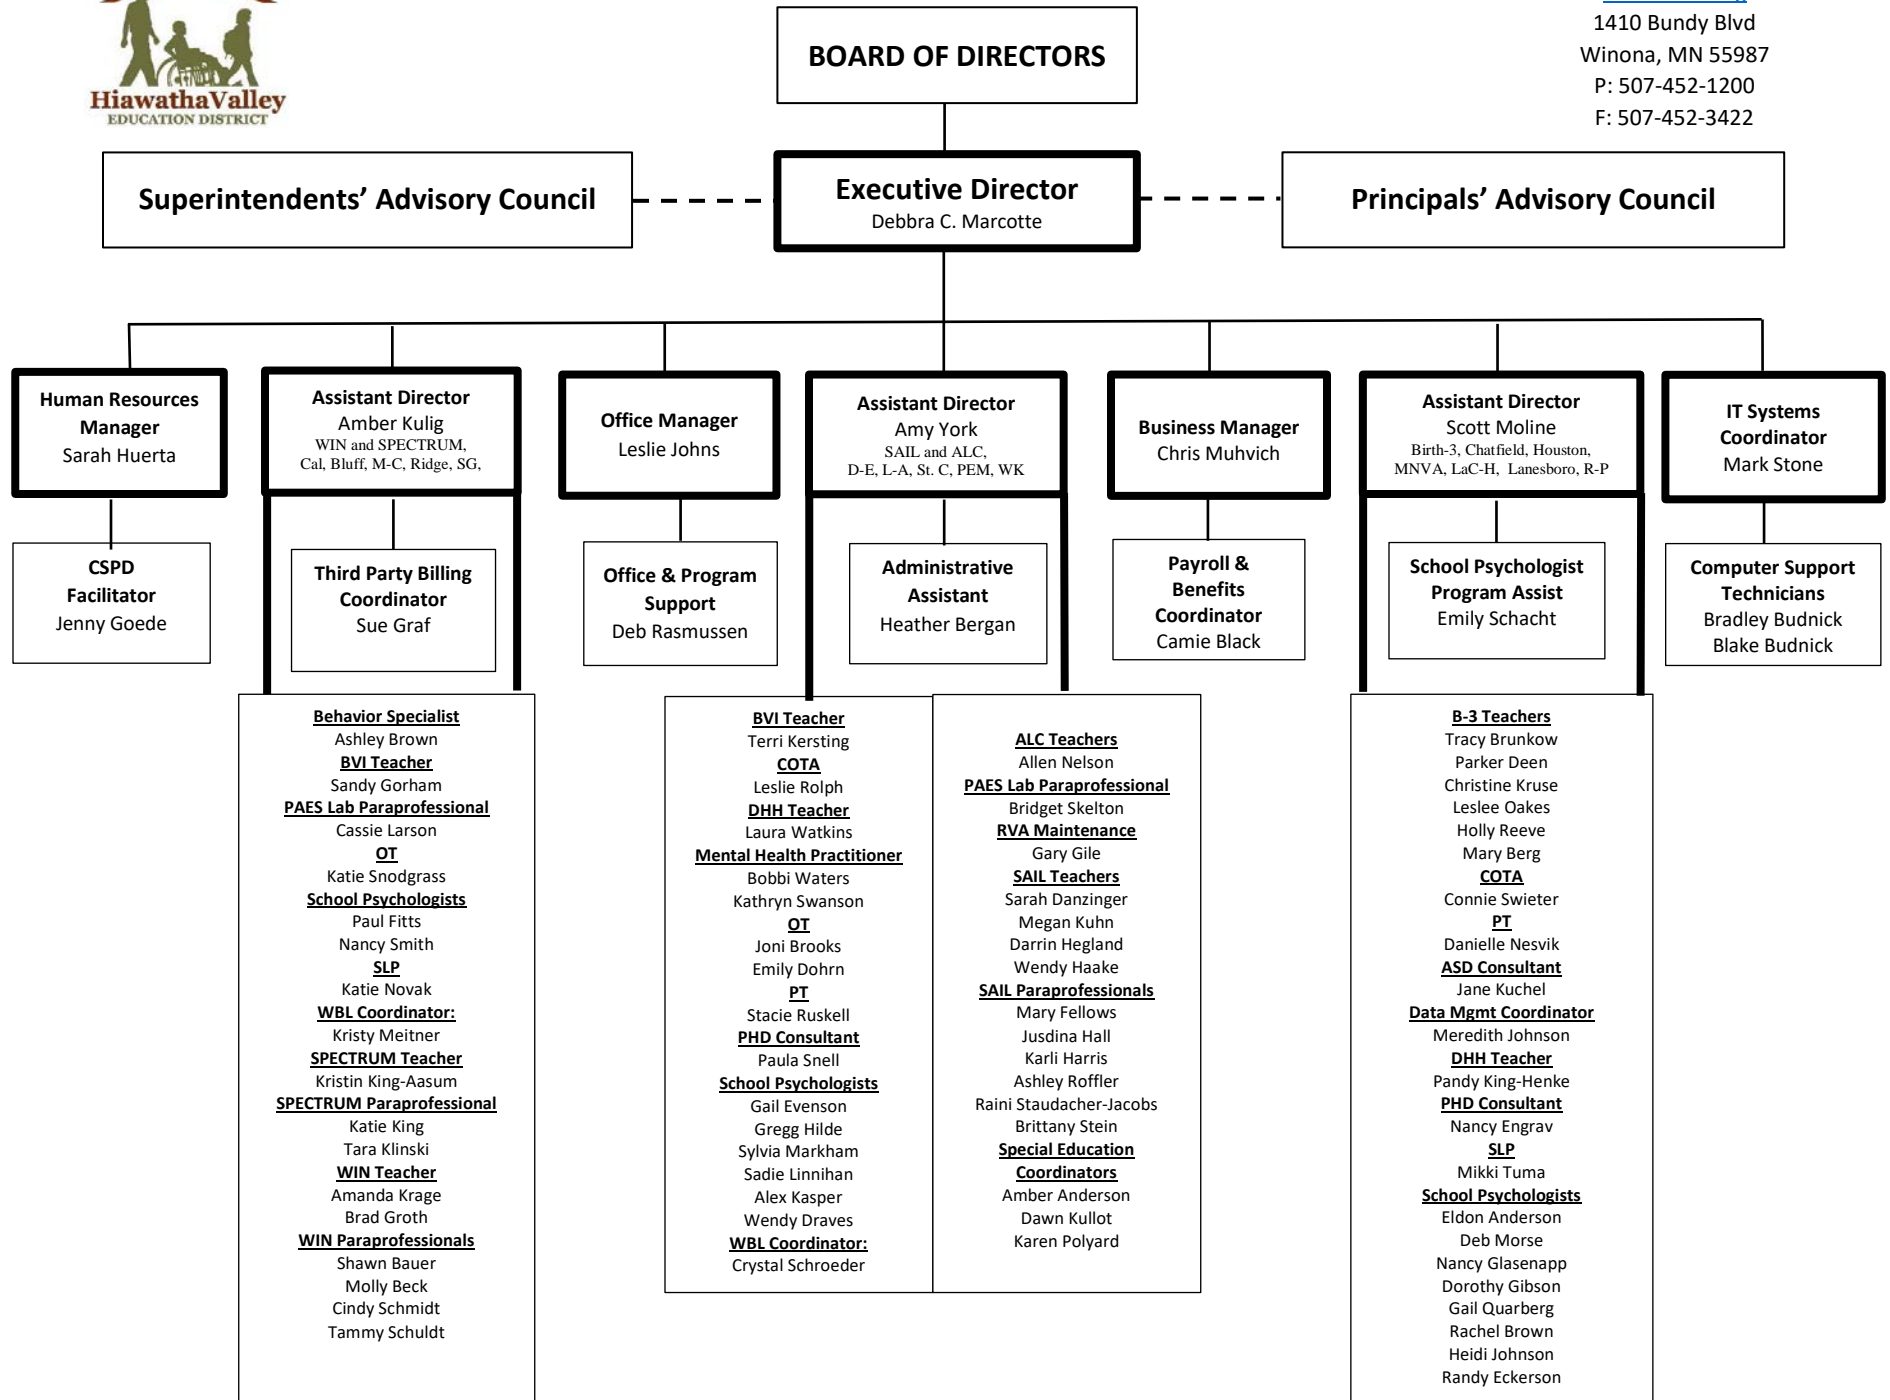 HiawathaValley
EDUCATION DISTRICT
1410 Bundy Blvd
Winona, MN 55987
P: 507-452-1200
F: 507-452-3422
BOARD OF DIRECTORS
Superintendents’ Advisory Council
Executive Director
Debbra C. Marcotte
Principals’ Advisory Council
Human Resources
Manager
Sarah Huerta
Assistant Director
Amber Kulig
WIN and SPECTRUM,
Cal, Bluff, M-C, Ridge, SG,
Office Manager
Leslie Johns
Assistant Director
Amy York
SAIL and ALC,
D-E, L-A, St. C, PEM, WK
Business Manager
Chris Muhvich
Assistant Director
Scott Moline
Birth-3, Chatfield, Houston,
MNVA, LaC-H, Lanesboro, R-P
IT Systems
Coordinator
Mark Stone
CSPD
Facilitator
Jenny Goede
Third Party Billing
Coordinator
Sue Graf
Office & Program
Support
Deb Rasmussen
Administrative
Assistant
Heather Bergan
Payroll &
Benefits
Coordinator
Camie Black
School Psychologist
Program Assist
Emily Schacht
Computer Support
Technicians
Bradley Budnick
Blake Budnick
Behavior Specialist
Ashley Brown
BVI Teacher
Sandy Gorham
PAES Lab Paraprofessional
Cassie Larson
OT
Katie Snodgrass
School Psychologists
Paul Fitts
Nancy Smith
SLP
Katie Novak
WBL Coordinator:
Kristy Meitner
SPECTRUM Teacher
Kristin King-Aasum
SPECTRUM Paraprofessional
Katie King
Tara Klinski
WIN Teacher
Amanda Krage
Brad Groth
WIN Paraprofessionals
Shawn Bauer
Molly Beck
Cindy Schmidt
Tammy Schuldt
BVI Teacher
Terri Kersting
COTA
Leslie Rolph
DHH Teacher
Laura Watkins
Mental Health Practitioner
Bobbi Waters
Kathryn Swanson
OT
Joni Brooks
Emily Dohrn
PT
Stacie Ruskell
PHD Consultant
Paula Snell
School Psychologists
Gail Evenson
Gregg Hilde
Sylvia Markham
Sadie Linnihan
Alex Kasper
Wendy Draves
WBL Coordinator:
Crystal Schroeder
ALC Teachers
Allen Nelson
PAES Lab Paraprofessional
Bridget Skelton
RVA Maintenance
Gary Gile
SAIL Teachers
Sarah Danzinger
Megan Kuhn
Darrin Hegland
Wendy Haake
SAIL Paraprofessionals
Mary Fellows
Jusdina Hall
Karli Harris
Ashley Roffler
Raini Staudacher-Jacobs
Brittany Stein
Special Education
Coordinators
Amber Anderson
Dawn Kullot
Karen Polyard
B-3 Teachers
Tracy Brunkow
Parker Deen
Christine Kruse
Leslee Oakes
Holly Reeve
Mary Berg
COTA
Connie Swieter
PT
Danielle Nesvik
ASD Consultant
Jane Kuchel
Data Mgmt Coordinator
Meredith Johnson
DHH Teacher
Pandy King-Henke
PHD Consultant
Nancy Engrav
SLP
Mikki Tuma
School Psychologists
Eldon Anderson
Deb Morse
Nancy Glasenapp
Dorothy Gibson
Gail Quarberg
Rachel Brown
Heidi Johnson
Randy Eckerson